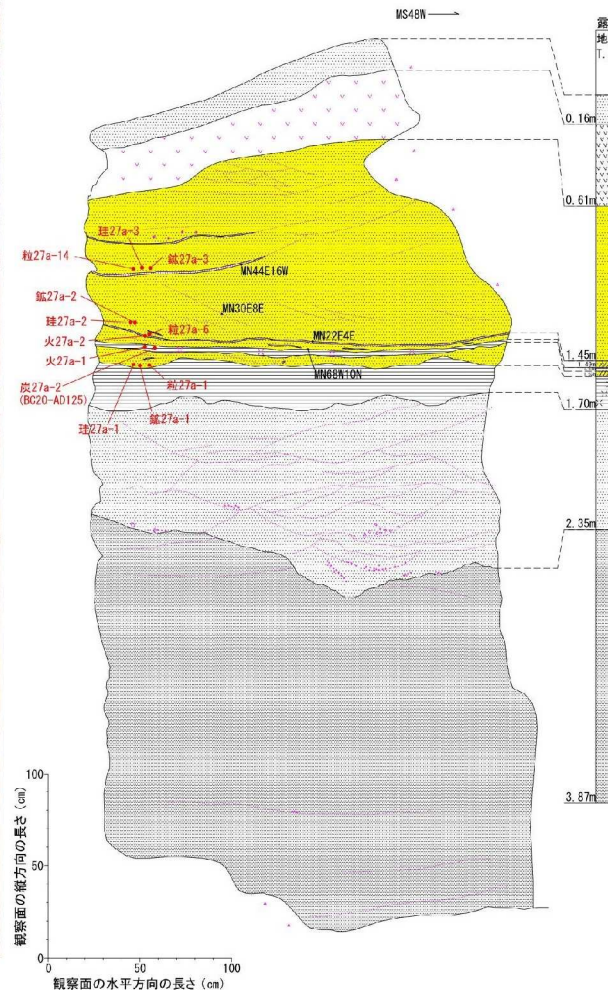 MS48W
露
地
T.
0.16m
0.61m
珪27a-3
粒27a-14
鉱27a-3
MN44E16W
鉱27a-2
MN30E8E
珪27a-2
粒27a-6
火27a-2
MN22E4E
火27a-1
1.45m
炭27a-2
(BC20-AD125)
粒27a-1
MN68W10N
珪27a-1
鉱27a-1
1.70m
2.35m
3.87m
100
50
0
0
50
100
観察面の縦方向の長さ(cm)
観察面の水平方向の長さ(cm)